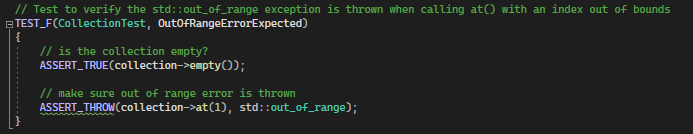 // Test to verify the std::out_of_range exception is thrown when calling at() with an index out of bounds
TEST_F(CollectionTest, OutOfRangeErrorExpected)
{
    // is the collection empty?
    ASSERT_TRUE(collection->empty());

    // make sure out of range error is thrown
    ASSERT_THROW(collection->at(1), std::out_of_range);
}